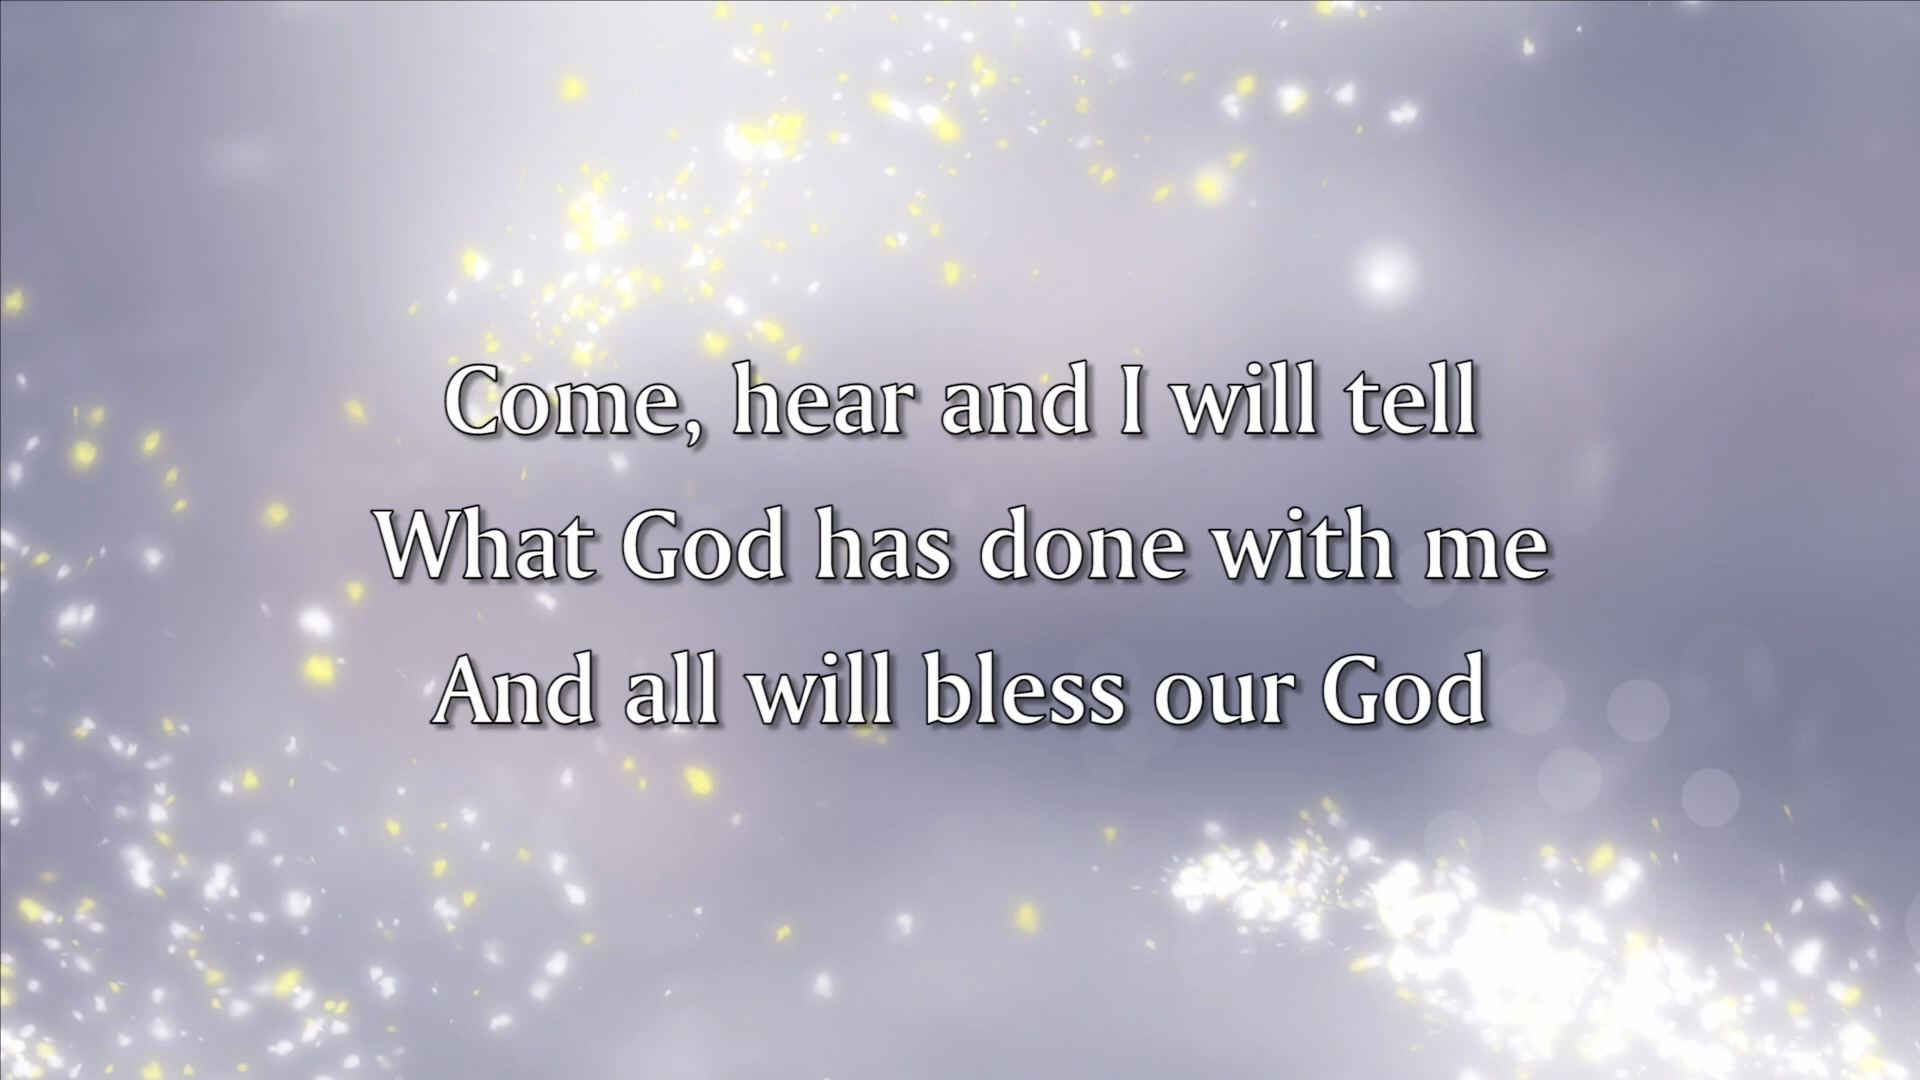 Come, hear and I will tell
What God has done with me
And all will bless our God